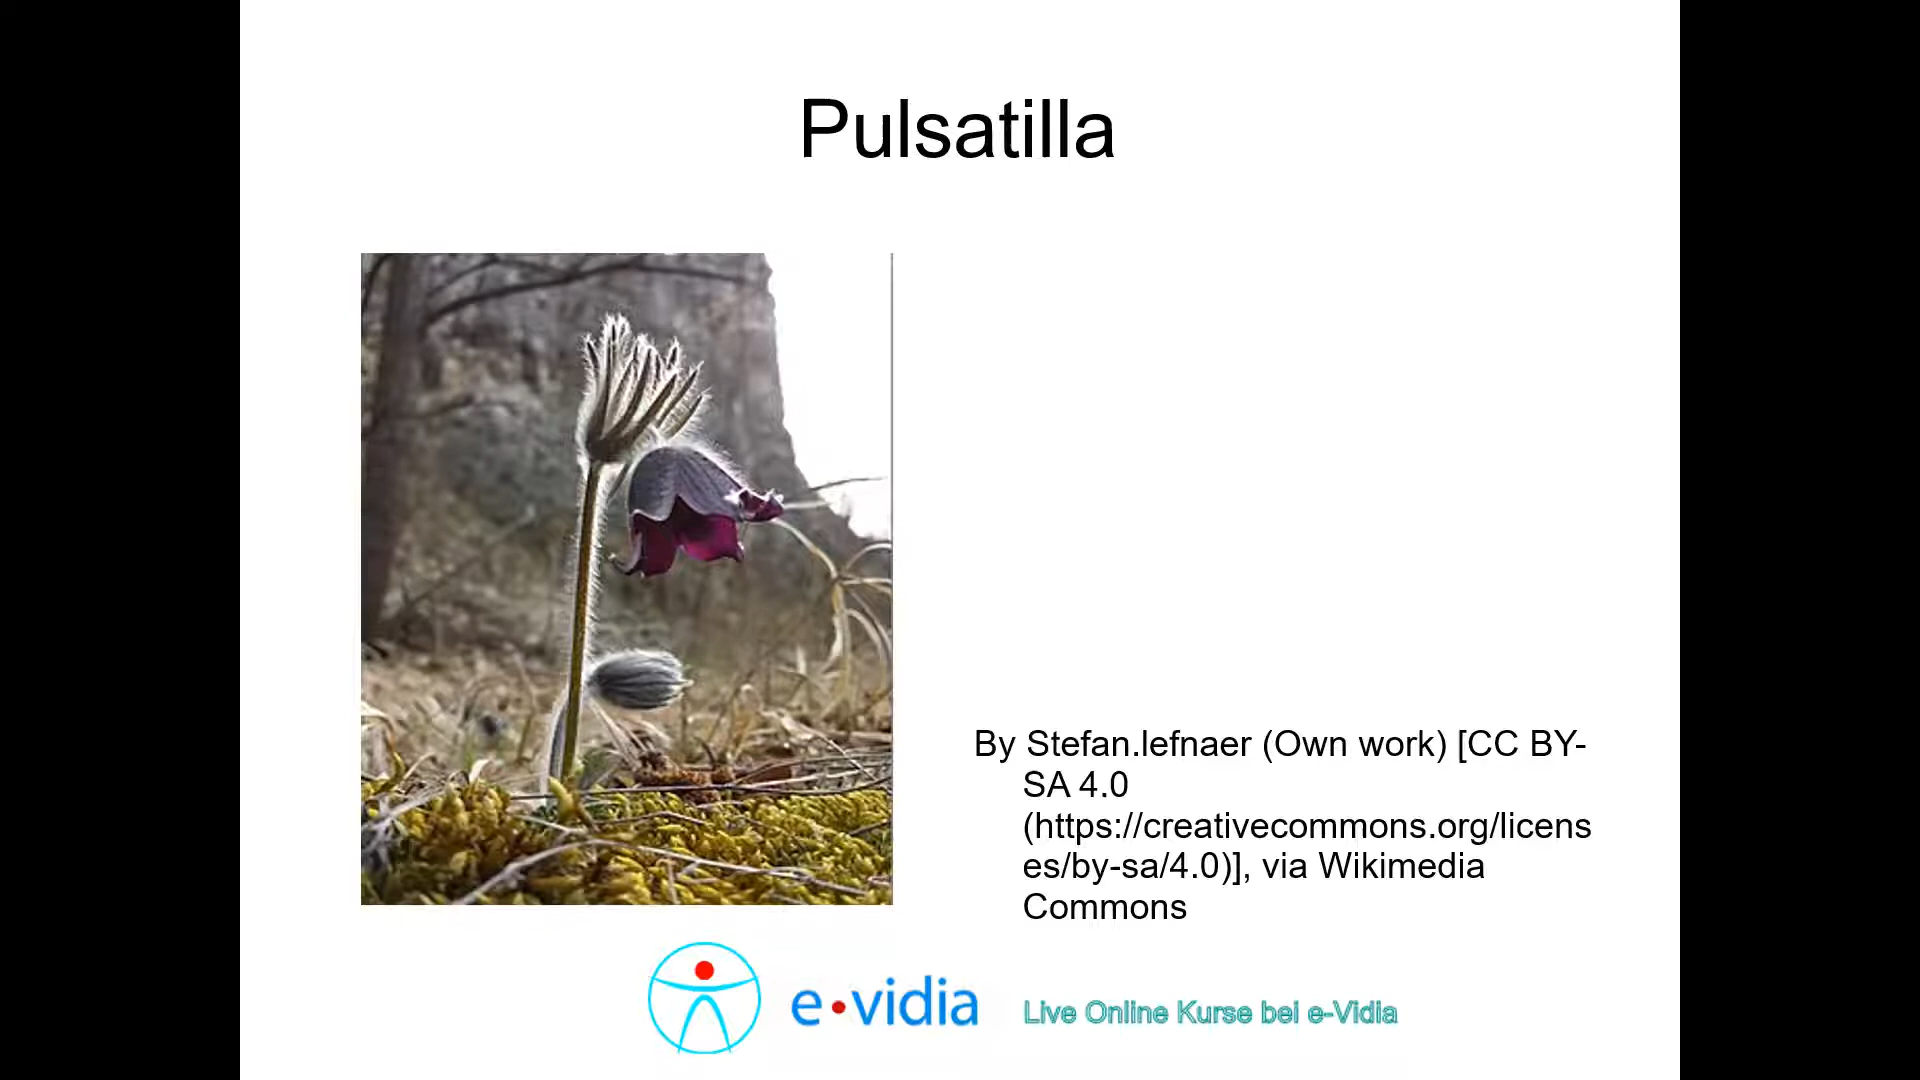 Pulsatilla
By Stefan.lefnaer (Own work) [CC BY-
SA 4.0
(https://creativecommons.org/licens
es/by-sa/4.0)], via Wikimedia
Commons
e•vidia Live Online Kurse bei e-Vidia